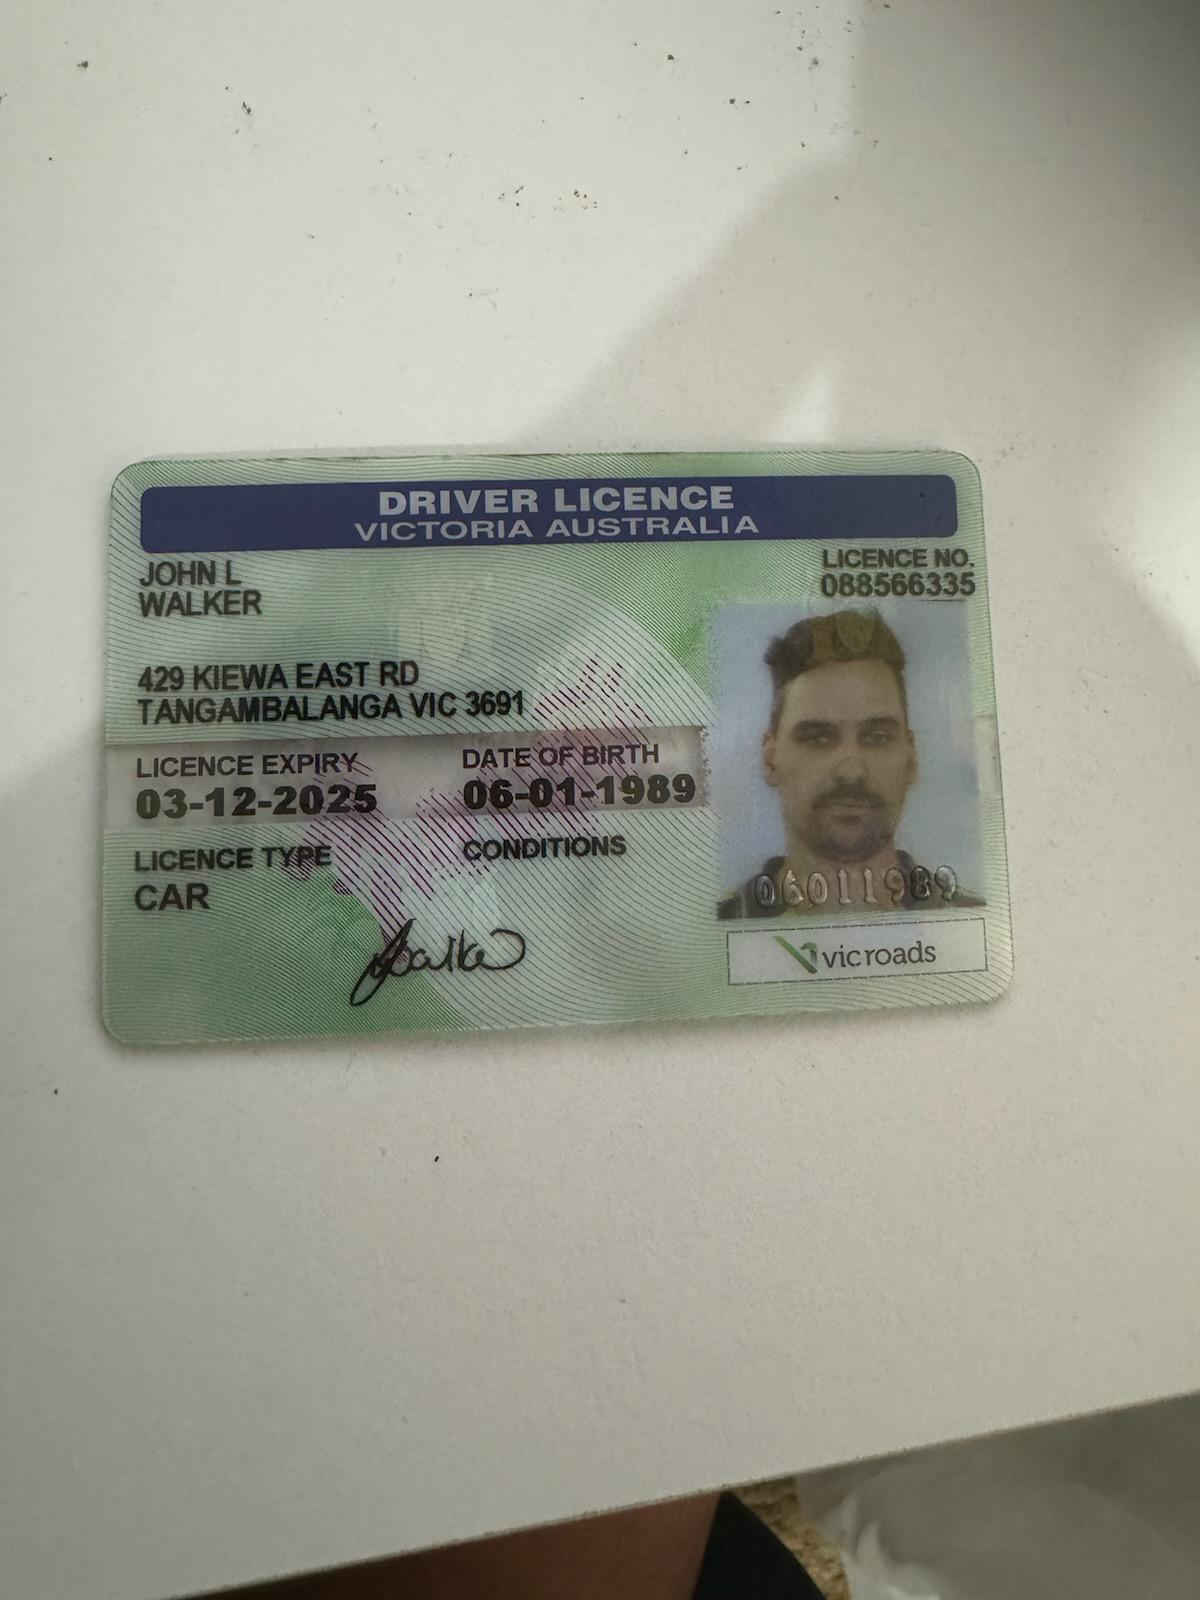 DRIVER LICENCE
VICTORIA AUSTRALIA
JOHN L
WALKER
LICENCE NO.
088566335
429 KIEWA EAST RD
TANGAMBALANGA VIC 3691
LICENCE EXPIRY
DATE OF BIRTH
03-12-2025
06-01-1989
LICENCE TYPE
CONDITIONS
CAR
06011989
vicroads